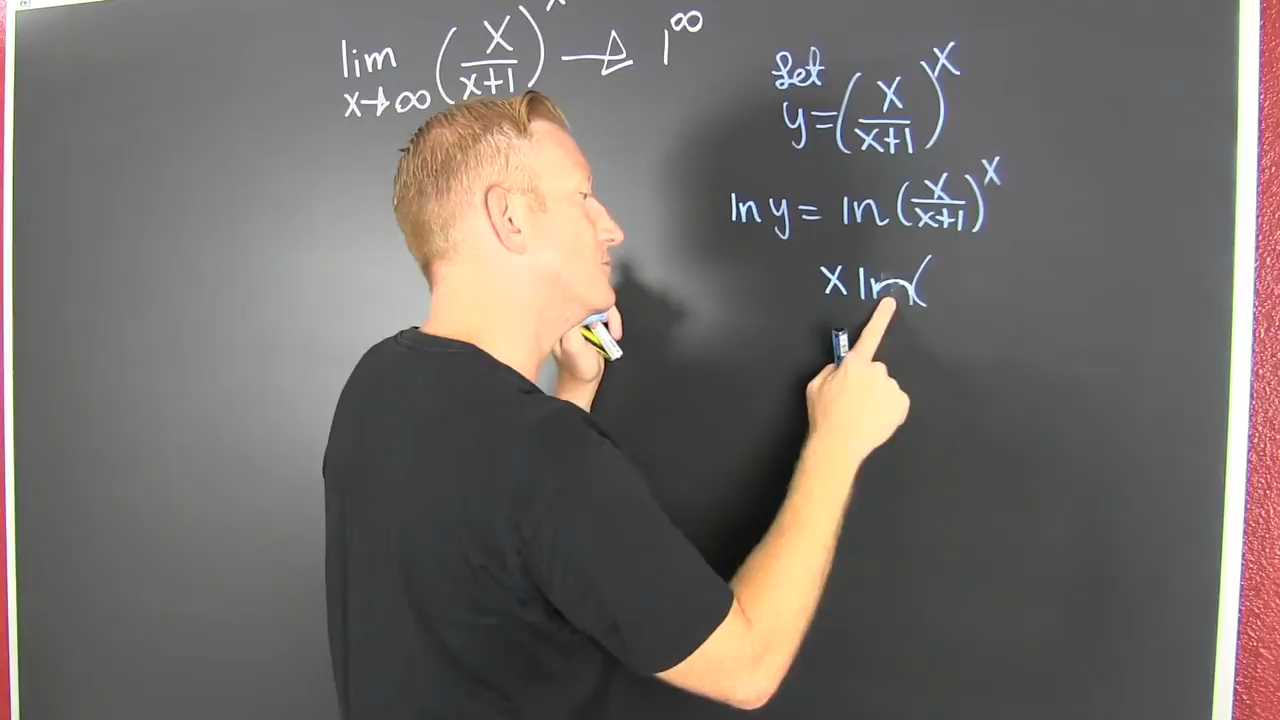 lim x→∞ (x/(x+1))^x → 1^∞
Let
y = (x/(x+1))^x
ln y = ln (x/(x+1))^x
x ln (